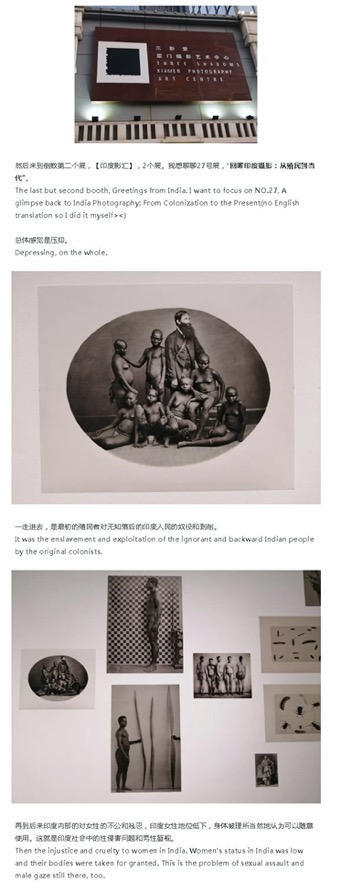 三影堂
厦门摄影艺术中心
THREE SHADOWS
XIAMEN PHOTOGRAPHY
ART CENTRE
然后来到倒数第二个展，【印度影汇】，2个展。我想聊聊27号展，“回眸印度摄影：从殖民到当
代”。
The last but second booth, Greetings from India. I want to focus on NO.27, A
glimpse back to India Photography: From Colonization to the Present(no English
translation so I did it myself><)
总体感觉是压抑。
Depressing, on the whole.
一走进去，是最初的殖民者对无知落后的印度人民的奴役和剥削。
It was the enslavement and exploitation of the ignorant and backward Indian people
by the original colonists.
再到后来印度内部的对女性的不公和残忍，印度女性地位低下，身体被理所当然地认为可以随意
使用。这就是印度社会中的性侵害问题和男性凝视。
Then the injustice and cruelty to women in India. Women's status in India was low
and their bodies were taken for granted. This is the problem of sexual assault and
male gaze still there, too.